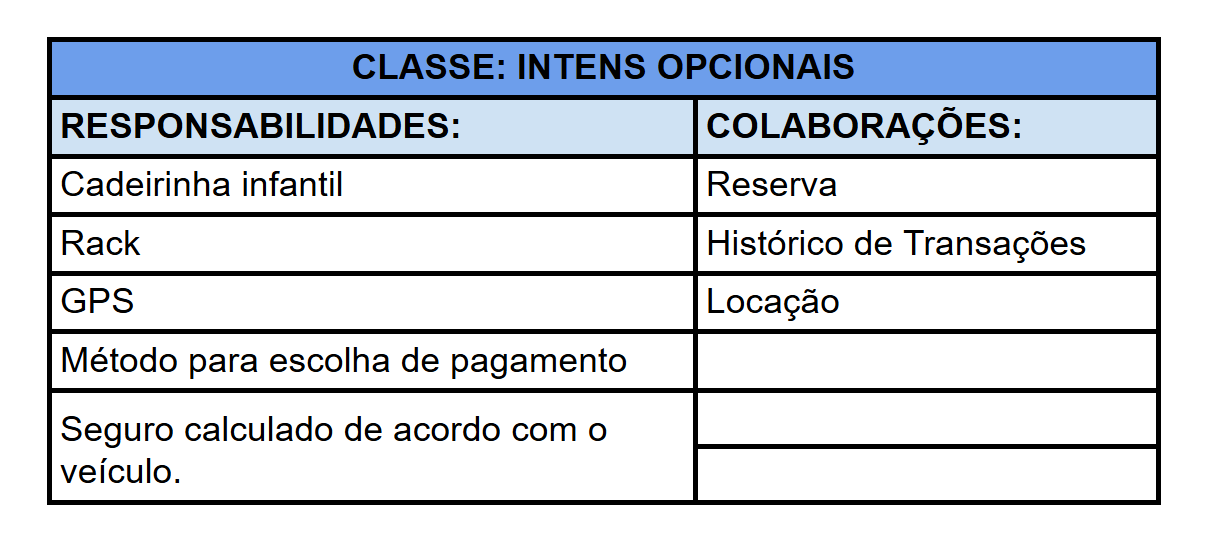 CLASSE: INTENS OPCIONAIS
RESPONSABILIDADES: COLABORAÇÕES:
Cadeirinha infantil Reserva
Rack Histórico de Transações
GPS Locação
Método para escolha de pagamento
Seguro calculado de acordo com o
veículo.